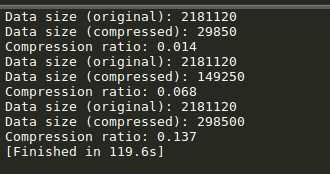 Data size (original): 2181120
Data size (compressed): 29850
Compression ratio: 0.014
Data size (original): 2181120
Data size (compressed): 149250
Compression ratio: 0.068
Data size (original): 2181120
Data size (compressed): 298500
Compression ratio: 0.137
[Finished in 119.6s]